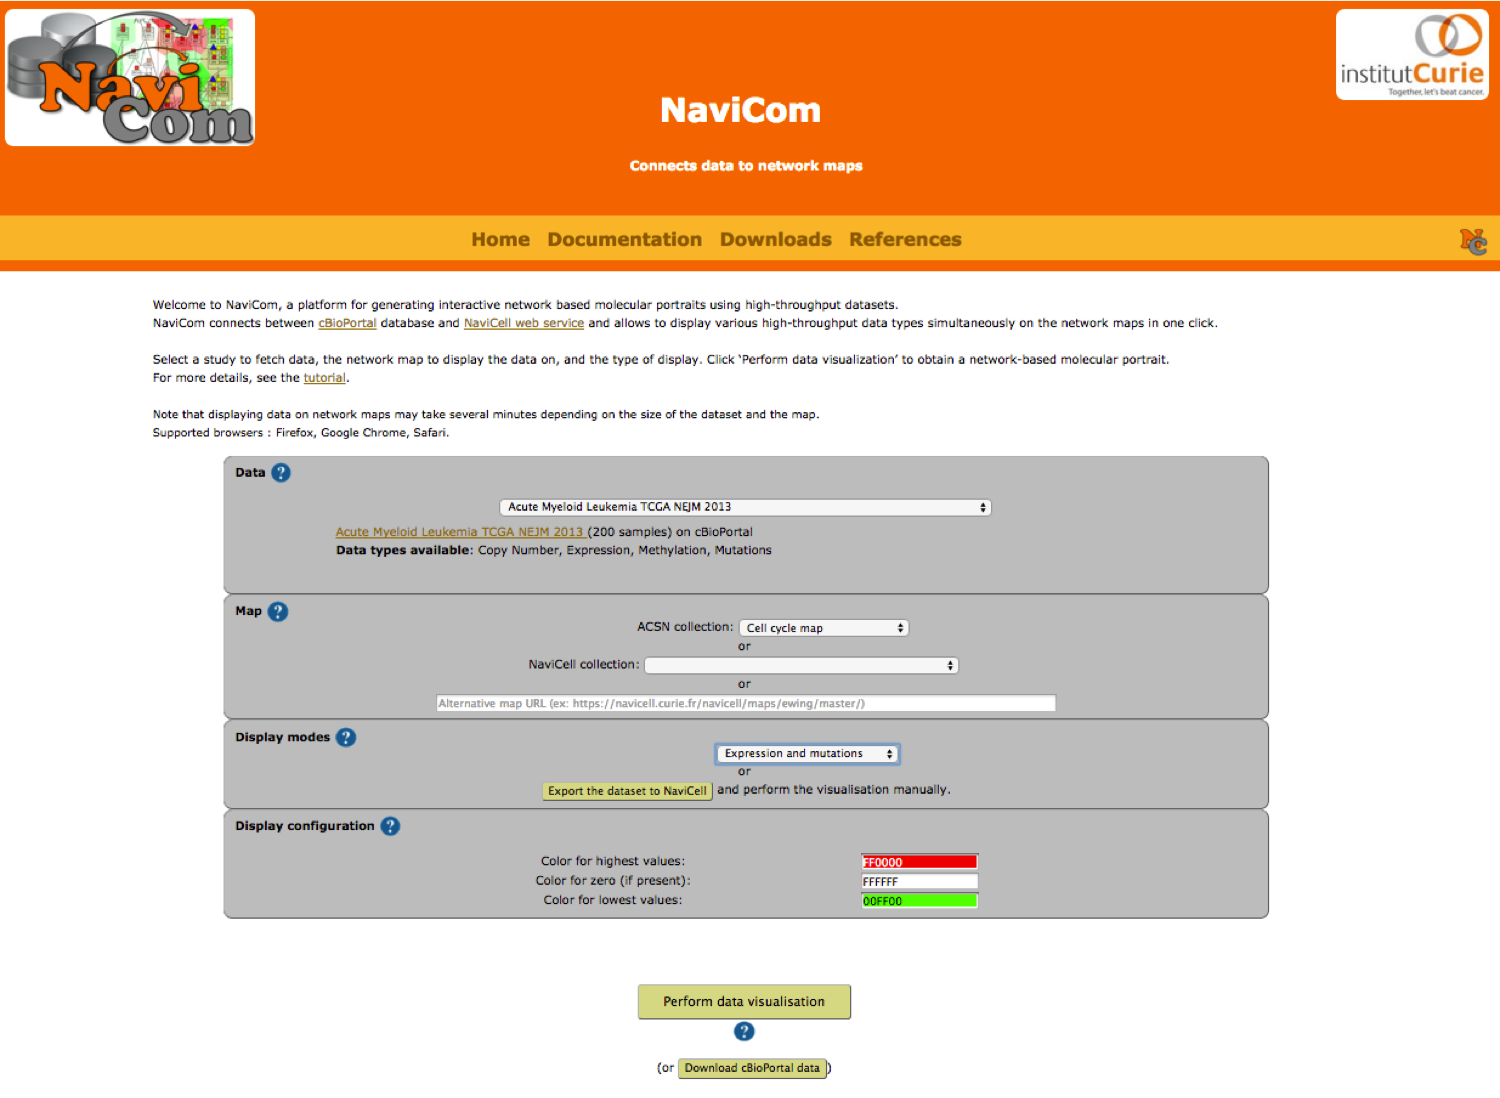 Navi
Com
institutCurie
Together, let's beat cancer.
NaviCom
Connects data to network maps
Home Documentation Downloads References
NC
Welcome to NaviCom, a platform for generating interactive network based molecular portraits using high-throughput datasets.
NaviCom connects between cBioPortal database and NaviCell web service and allows to display various high-throughput data types simultaneously on the network maps in one click.
Select a study to fetch data, the network map to display the data on, and the type of display. Click 'Perform data visualization' to obtain a network-based molecular portrait.
For more details, see the tutorial.
Note that displaying data on network maps may take several minutes depending on the size of the dataset and the map.
Supported browsers : Firefox, Google Chrome, Safari.
Data ?
Acute Myeloid Leukemia TCGA NEJM 2013
Acute Myeloid Leukemia TCGA NEJM 2013 (200 samples) on cBioPortal
Data types available: Copy Number, Expression, Methylation, Mutations
Map ?
ACSN collection: Cell cycle map
or
NaviCell collection:
or
Alternative map URL (ex: https://navicell.curie.fr/navicell/maps/ewing/master/)
Display modes ?
Expression and mutations
or
Export the dataset to NaviCell and perform the visualisation manually.
Display configuration ?
Color for highest values: FF0000
Color for zero (if present): FFFFFF
Color for lowest values: 00FF00
Perform data visualisation
?
(or Download cBioPortal data)